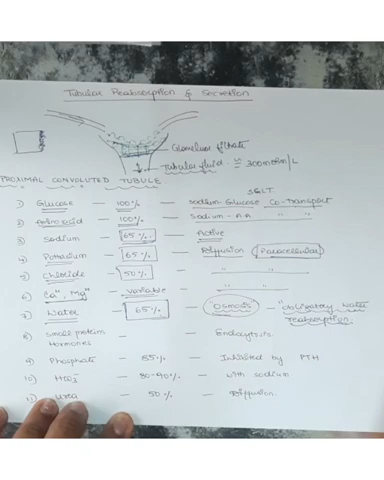 Tubular Reabsorption & Secretion
Glomerular filtrate
Tubular fluid. ≅ 300mOsm/L
PROXIMAL CONVOLUTED TUBULE
SGLT.
1) Glucose — 100% — Sodium Glucose Co-Transport
2) Amino acid — 100% — Sodium - A.A. " "
3) Sodium — 65% — Active
4) Potassium — 65% — Diffusion (Paracellular)
5) Chloride — 50% — " "
6) Ca⁺⁺, Mg⁺⁺ — variable — " "
7) Water — 65% — "Osmosis" — "Obligatory water
reabsorption.
8) Small proteins — — Endocytosis.
Hormones
9) Phosphate — 85% — Inhibited by PTH
10) HCO₃ — 80-90% — with sodium
11) Urea — 50% — Diffusion.